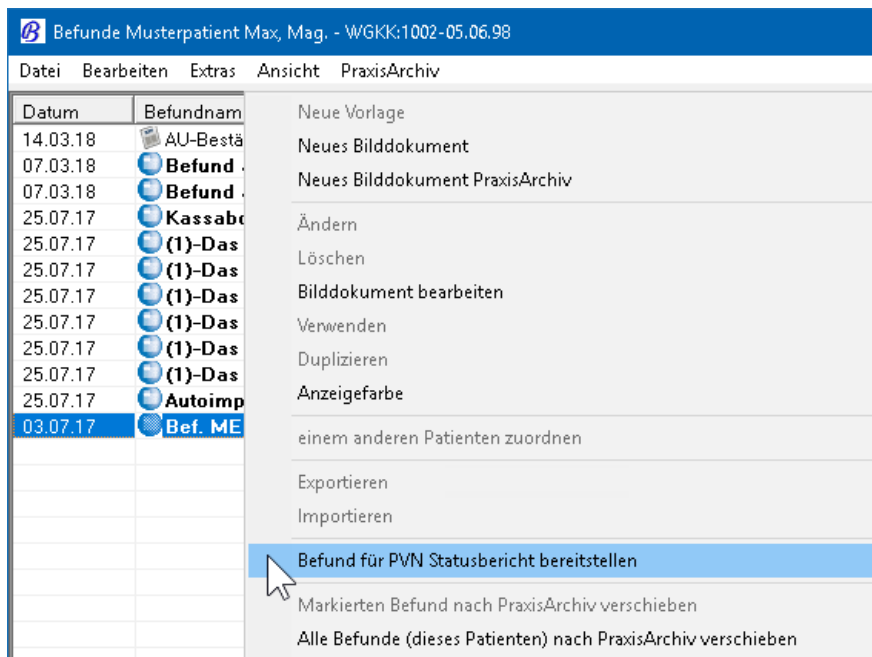 Befunde Musterpatient Max, Mag. - WGKK:1002-05.06.98
Datei Bearbeiten Extras Ansicht PraxisArchiv
Datum Befundnam
14.03.18 AU-Bestä
07.03.18 Befund
07.03.18 Befund
25.07.17 Kassabo
25.07.17 (1)-Das
25.07.17 (1)-Das
25.07.17 (1)-Das
25.07.17 (1)-Das
25.07.17 (1)-Das
25.07.17 (1)-Das
25.07.17 Autoimp
03.07.17 Bef. ME
Neue Vorlage
Neues Bilddokument
Neues Bilddokument PraxisArchiv
Ändern
Löschen
Bilddokument bearbeiten
Verwenden
Duplizieren
Anzeigefarbe
einem anderen Patienten zuordnen
Exportieren
Importieren
Befund für PVN Statusbericht bereitstellen
Markierten Befund nach PraxisArchiv verschieben
Alle Befunde (dieses Patienten) nach PraxisArchiv verschieben